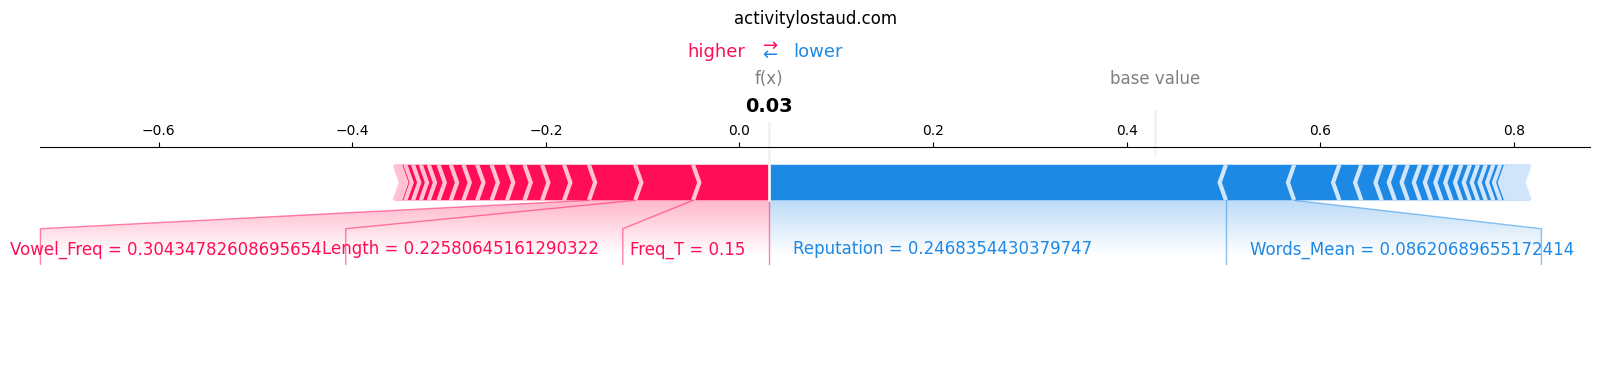 activitylostaud.com
higher ⇄ lower
f(x) base value
0.03
−0.6 −0.4 −0.2 0.0 0.2 0.4 0.6 0.8
Vowel_Freq = 0.30434782608695654 Length = 0.22580645161290322 Freq_T = 0.15 Reputation = 0.2468354430379747 Words_Mean = 0.08620689655172414